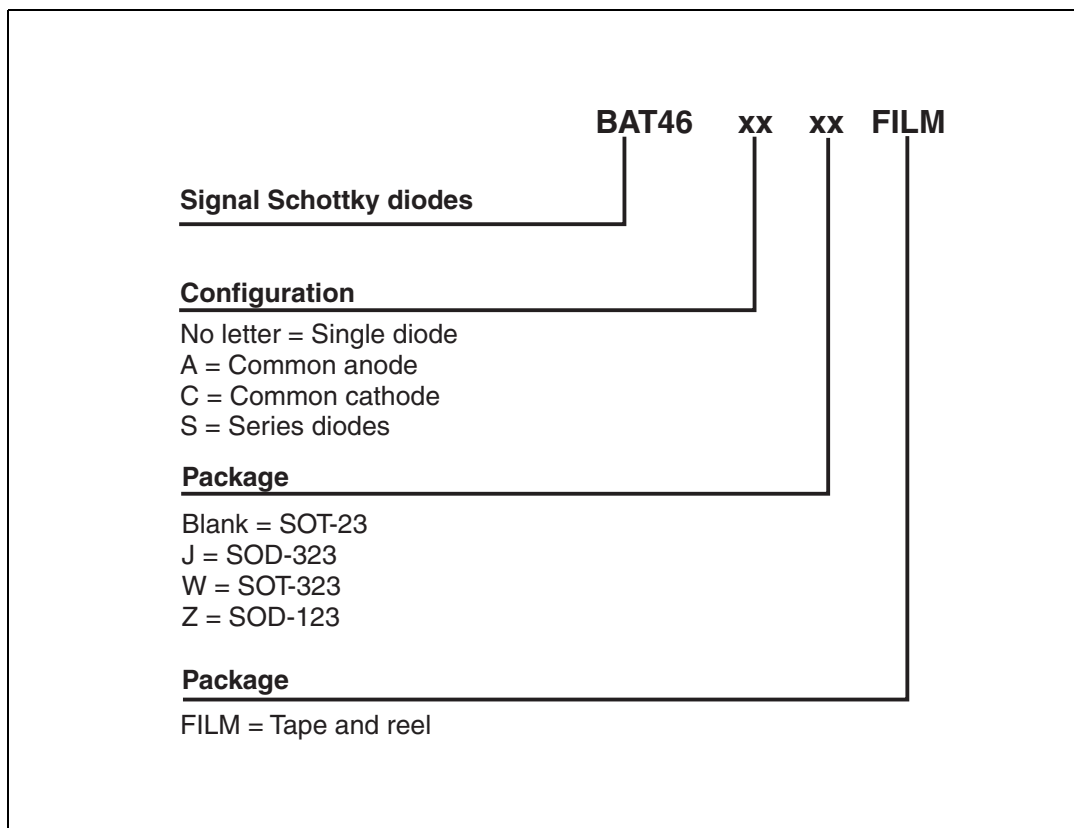 BAT46 xx xx FILM
Signal Schottky diodes
Configuration
No letter = Single diode
A = Common anode
C = Common cathode
S = Series diodes
Package
Blank = SOT-23
J = SOD-323
W = SOT-323
Z = SOD-123
Package
FILM = Tape and reel